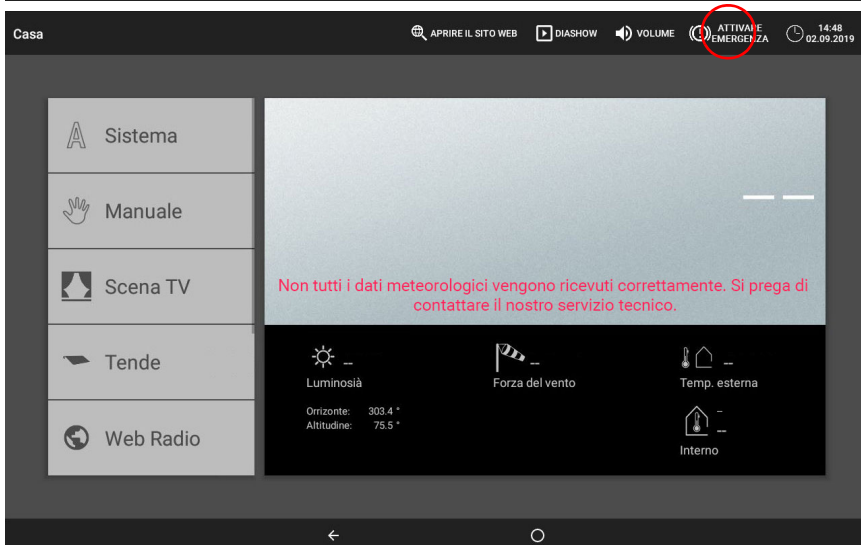 Casa
APRIRE IL SITO WEB
DIASHOW
VOLUME
ATTIVARE
EMERGENZA
14:48
02.09.2019
Sistema
Manuale
Scena TV
Tende
Web Radio
Non tutti i dati meteorologici vengono ricevuti correttamente. Si prega di
contattare il nostro servizio tecnico.
Luminosià
Forza del vento
Temp. esterna
Orrizonte: 303.4 °
Altitudine: 75.5 °
Interno